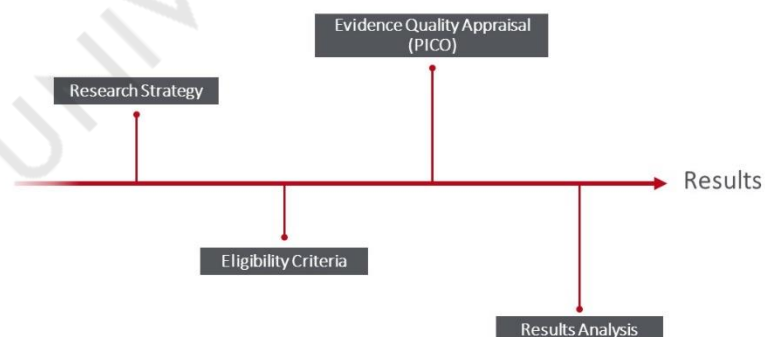 Evidence Quality Appraisal
(PICO)
Research Strategy
Results
Eligibility Criteria
Results Analysis